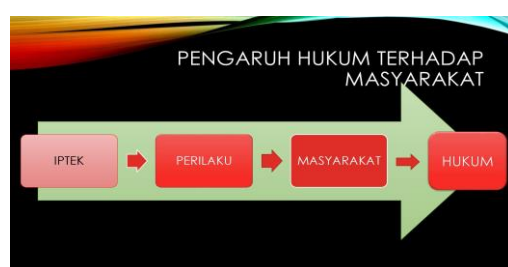 PENGARUH HUKUM TERHADAP
MASYARAKAT
IPTEK
PERILAKU
MASYARAKAT
HUKUM